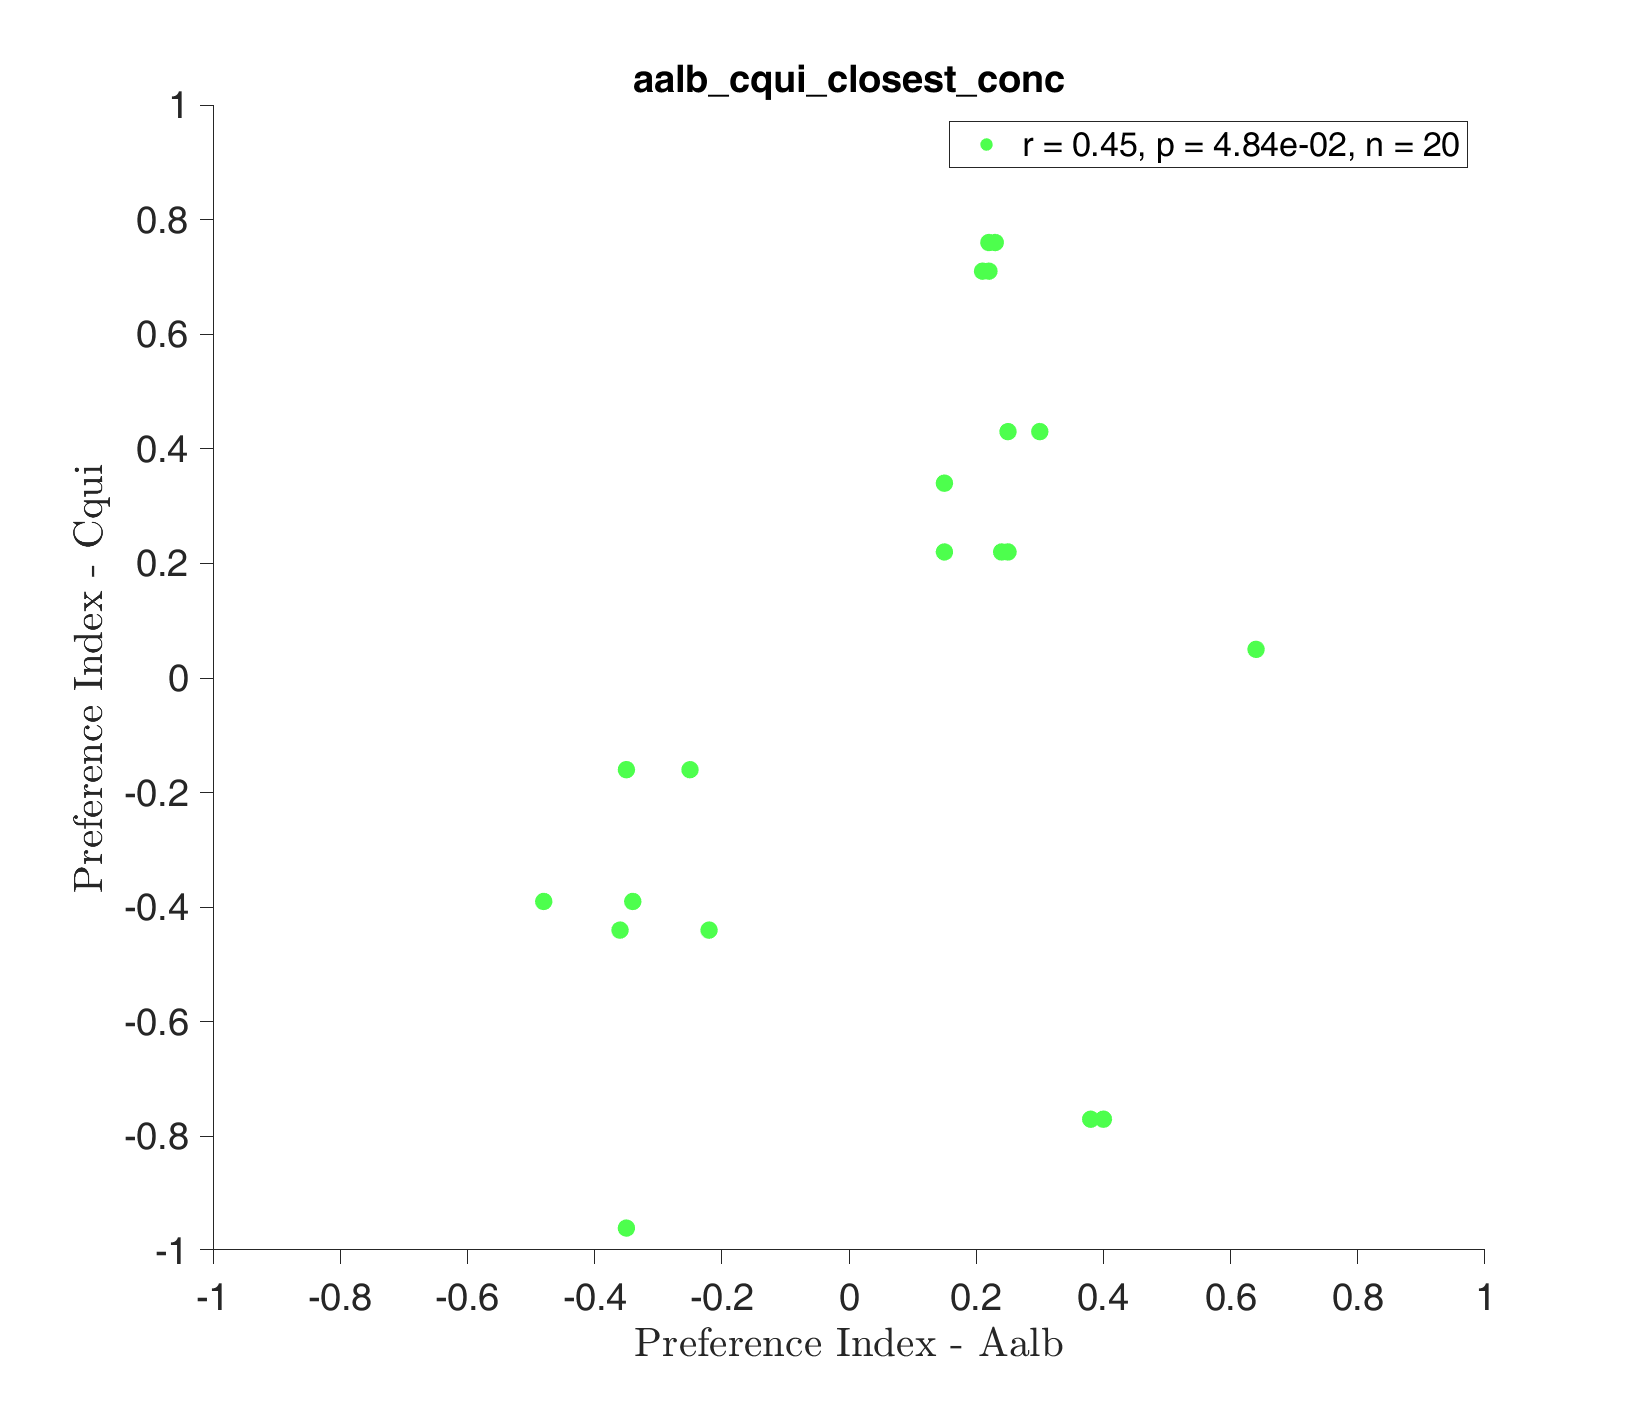 aalb_cqui_closest_conc
r = 0.45, p = 4.84e-02, n = 20
1
0.8
0.6
0.4
0.2
0
-0.2
-0.4
-0.6
-0.8
-1
Preference Index - Cqui
-1 -0.8 -0.6 -0.4 -0.2 0 0.2 0.4 0.6 0.8 1
Preference Index - Aalb